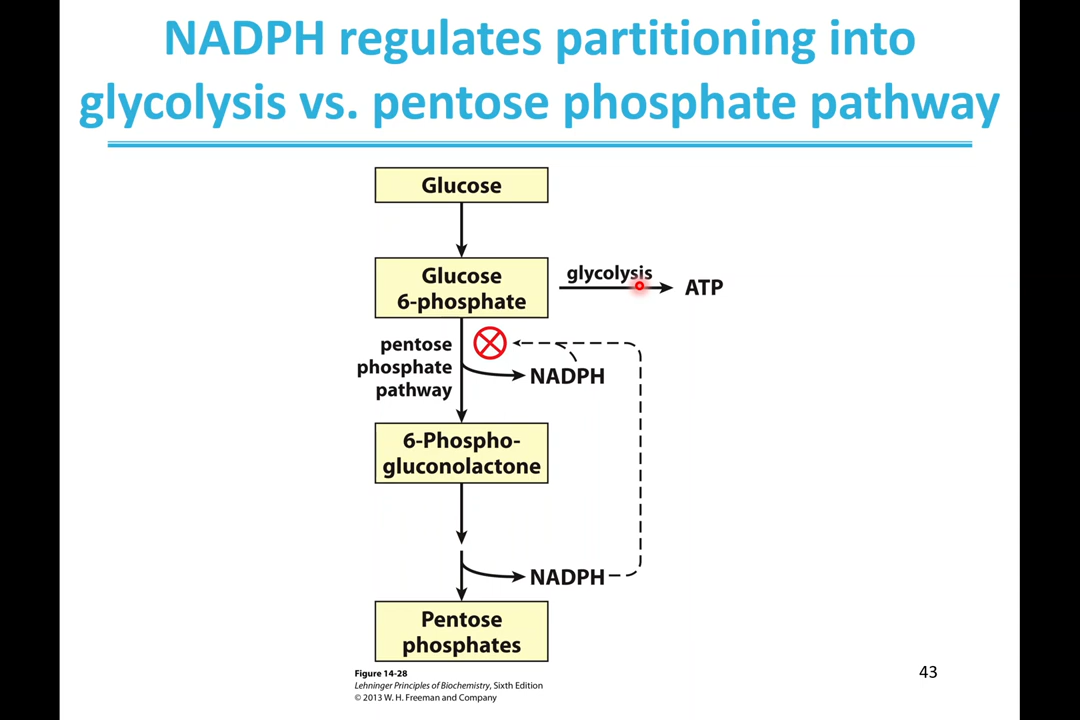 NADPH regulates partitioning into
glycolysis vs. pentose phosphate pathway
Glucose
Glucose
6-phosphate
glycolysis
ATP
pentose
phosphate
pathway
NADPH
6-Phospho-
gluconolactone
NADPH
Pentose
phosphates
Figure 14-28
Lehninger Principles of Biochemistry, Sixth Edition
© 2013 W. H. Freeman and Company
43